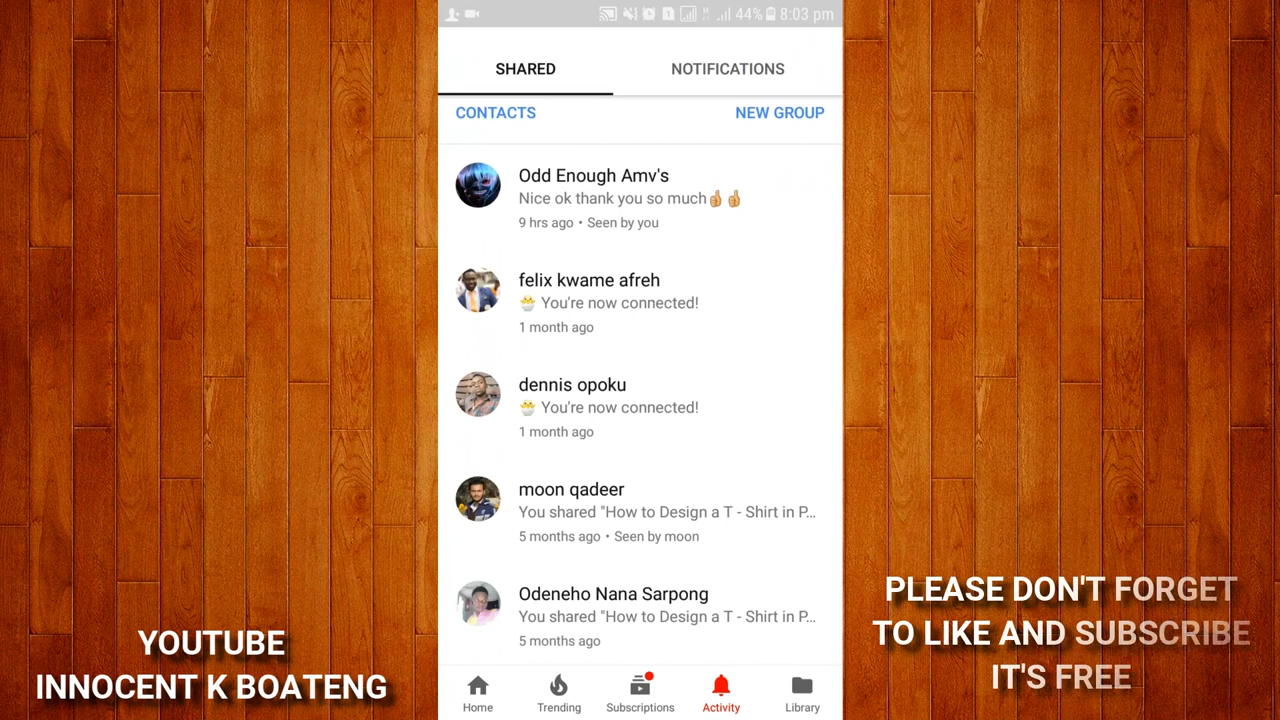 44% 8:03 pm
SHARED
NOTIFICATIONS
CONTACTS
NEW GROUP
Odd Enough Amv's
Nice ok thank you so much👍👍
9 hrs ago • Seen by you
felix kwame afreh
🐣 You're now connected!
1 month ago
dennis opoku
🐣 You're now connected!
1 month ago
moon qadeer
You shared "How to Design a T - Shirt in P...
5 months ago • Seen by moon
Odeneho Nana Sarpong
You shared "How to Design a T - Shirt in P...
5 months ago
Home
Trending
Subscriptions
Activity
Library
YOUTUBE
INNOCENT K BOATENG
PLEASE DON'T FORGET
TO LIKE AND SUBSCRIBE
IT'S FREE